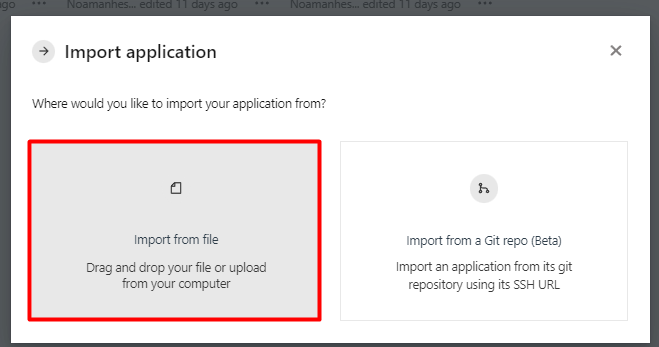 ago ... Noamanhes... edited 11 days ago ... Noamanhes... edited 11 days ago ...
Import application
Where would you like to import your application from?
Import from file
Drag and drop your file or upload
from your computer
Import from a Git repo (Beta)
Import an application from its git
repository using its SSH URL